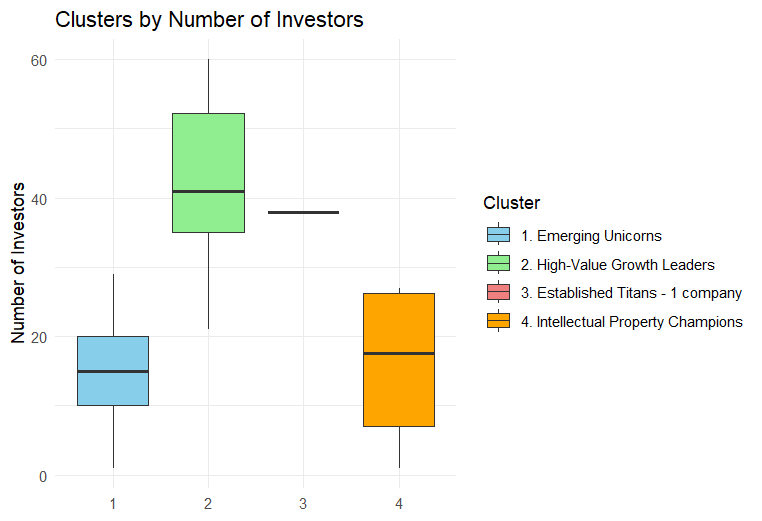 Clusters by Number of Investors
Number of Investors
60
40
20
0
1
2
3
4
Cluster
1. Emerging Unicorns
2. High-Value Growth Leaders
3. Established Titans - 1 company
4. Intellectual Property Champions